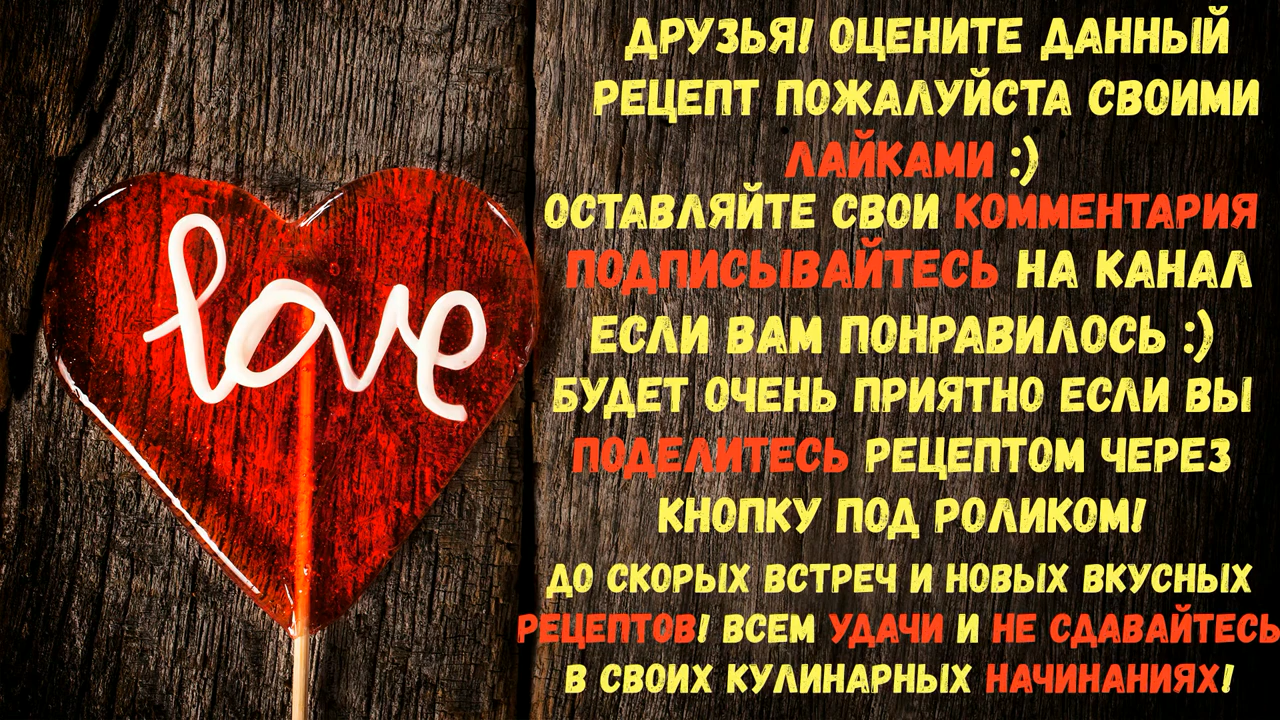 love
ДРУЗЬЯ! ОЦЕНИТЕ ДАННЫЙ
РЕЦЕПТ ПОЖАЛУЙСТА СВОИМИ
ЛАЙКАМИ :)
ОСТАВЛЯЙТЕ СВОИ КОММЕНТАРИЯ
ПОДПИСЫВАЙТЕСЬ НА КАНАЛ
ЕСЛИ ВАМ ПОНРАВИЛОСЬ :)
БУДЕТ ОЧЕНЬ ПРИЯТНО ЕСЛИ ВЫ
ПОДЕЛИТЕСЬ РЕЦЕПТОМ ЧЕРЕЗ
КНОПКУ ПОД РОЛИКОМ!
ДО СКОРЫХ ВСТРЕЧ И НОВЫХ ВКУСНЫХ
РЕЦЕПТОВ! ВСЕМ УДАЧИ И НЕ СДАВАЙТЕСЬ
В СВОИХ КУЛИНАРНЫХ НАЧИНАНИЯХ!